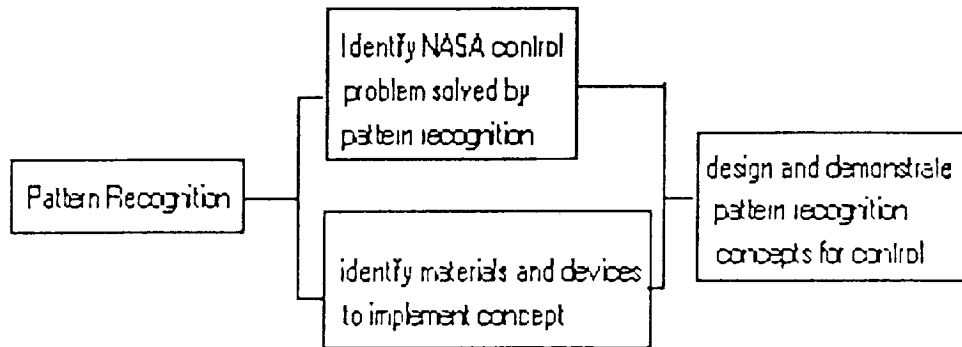 Pattern Recognition
Identify NASA control
problem solved by
pattern recognition
identify materials and devices
to implement concept
design and demonstrate
pattern recognition
concepts for control